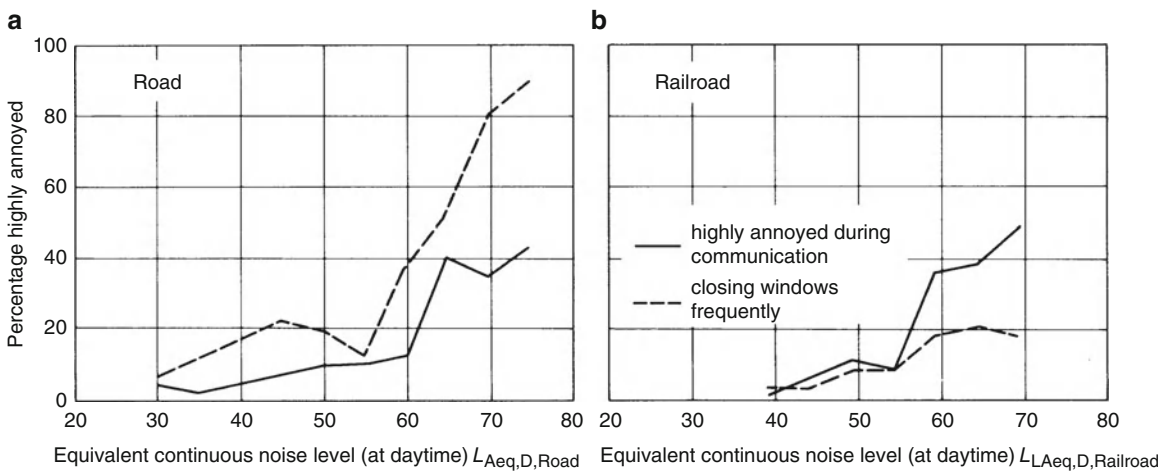 a
100
80
60
40
20
0
Percentage highly annoyed
Road
20 30 40 50 60 70 80
Equivalent continuous noise level (at daytime) L_Aeq,D,Road
b
Railroad
highly annoyed during
communication
closing windows
frequently
20 30 40 50 60 70 80
Equivalent continuous noise level (at daytime) L_LAeq,D,Railroad